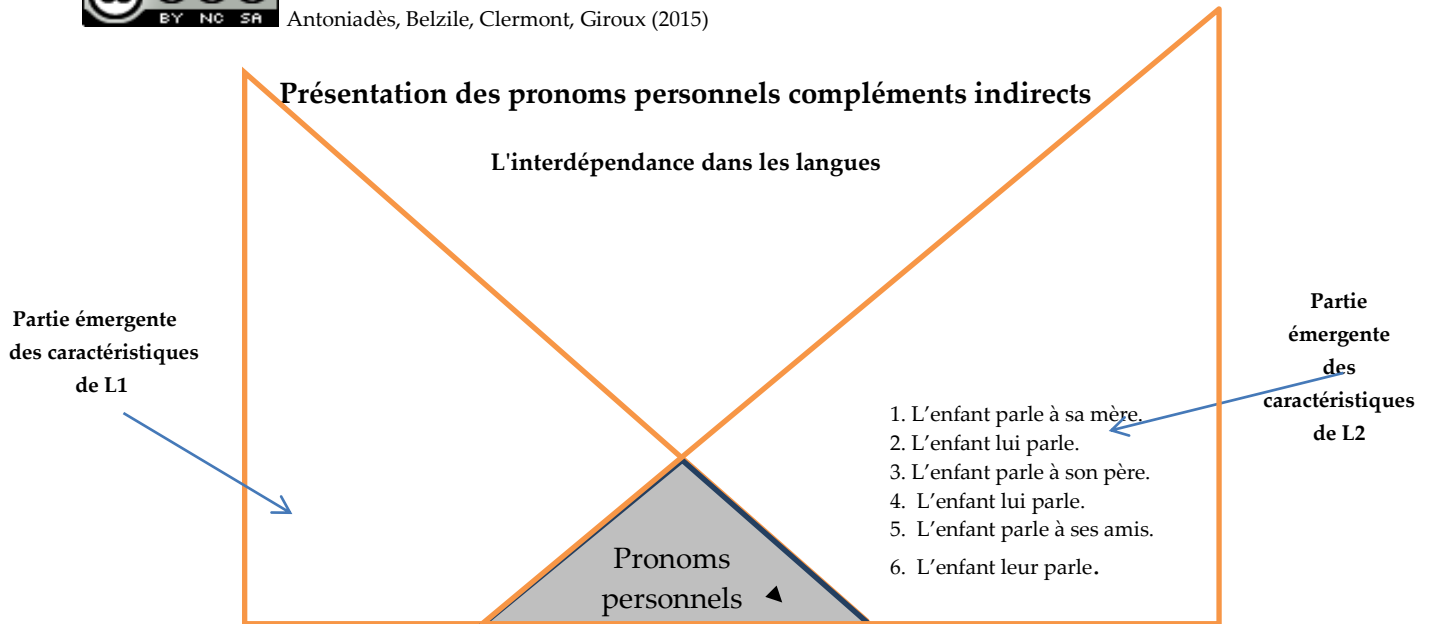 BY NC SA
Antoniadès, Belzile, Clermont, Giroux (2015)
Présentation des pronoms personnels compléments indirects
L'interdépendance dans les langues
Partie émergente
des caractéristiques
de L1
Partie
émergente
des
caractéristiques
de L2
1. L’enfant parle à sa mère.
2. L’enfant lui parle.
3. L’enfant parle à son père.
4. L’enfant lui parle.
5. L’enfant parle à ses amis.
6. L’enfant leur parle.
Pronoms
personnels